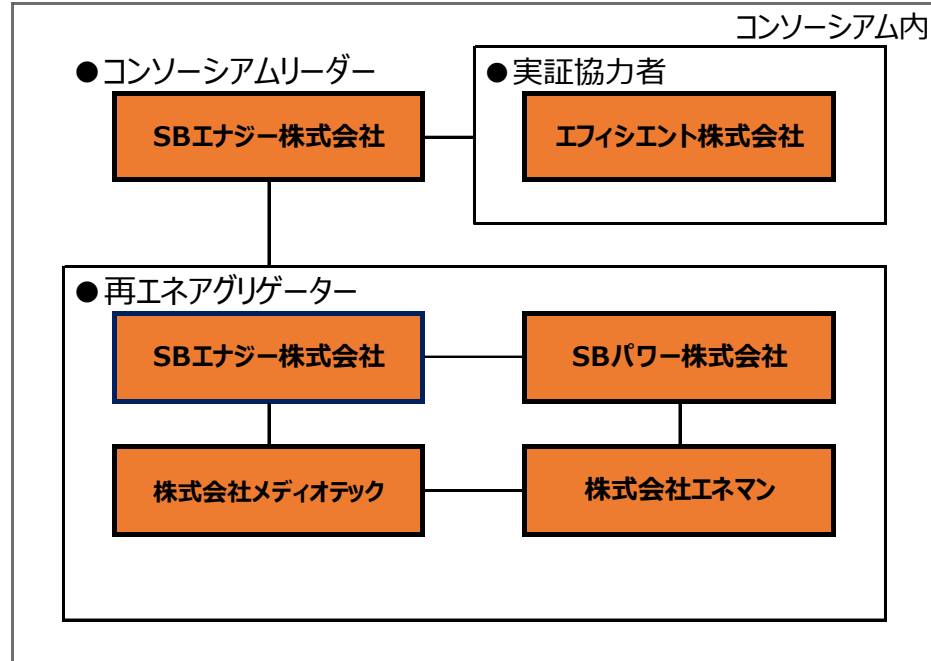 コンソーシアム内
●コンソーシアムリーダー
●実証協力者
SBエナジー株式会社
エフィシエント株式会社
●再エネアグリゲーター
SBエナジー株式会社
SBパワー株式会社
株式会社メディオテック
株式会社エネマン